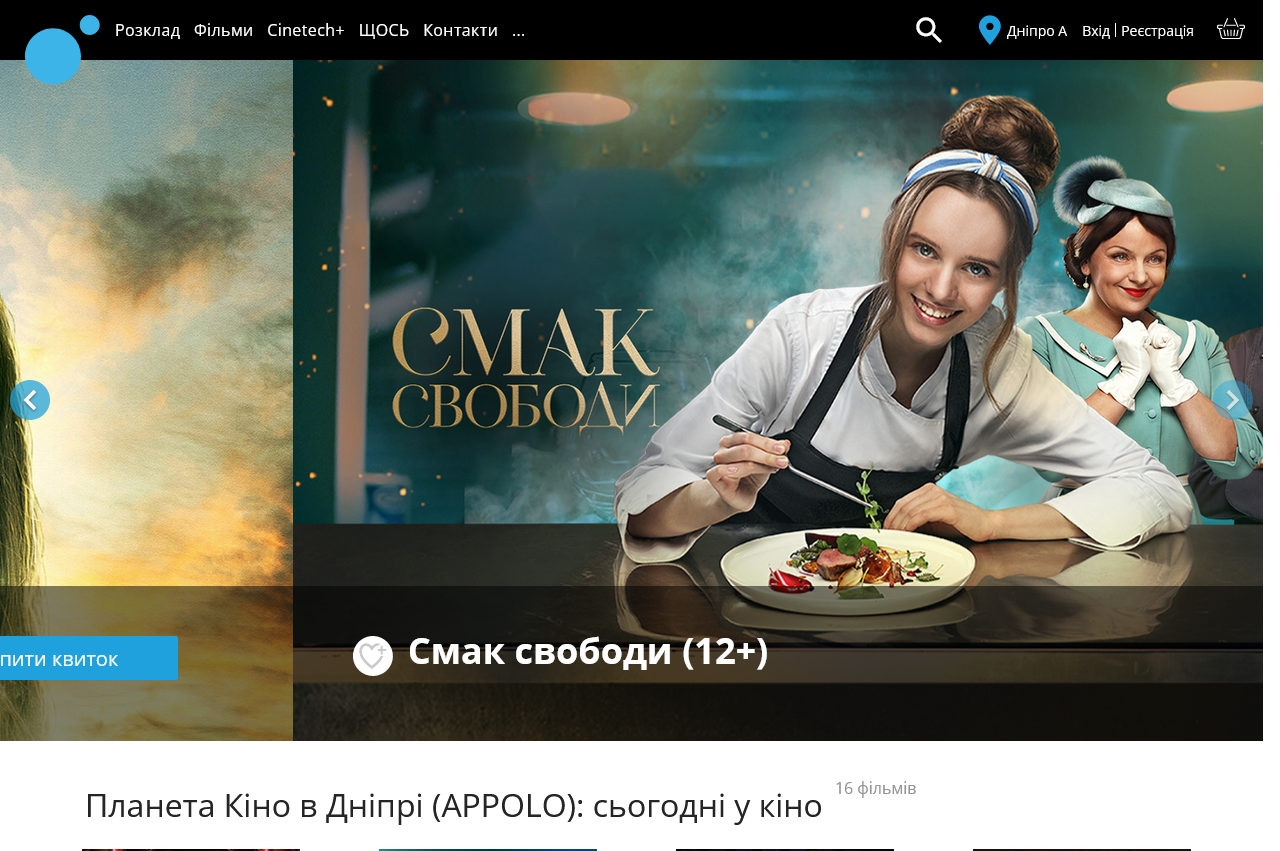 Розклад Фільми Cinetech+ ЩОСЬ Контакти ... Дніпро А Вхід | Реєстрація
СМАК
СВОБОДИ
Смак свободи (12+)
ПИТИ КВИТОК
Планета Кіно в Дніпрі (APPOLO): сьогодні у кіно 16 фільмів